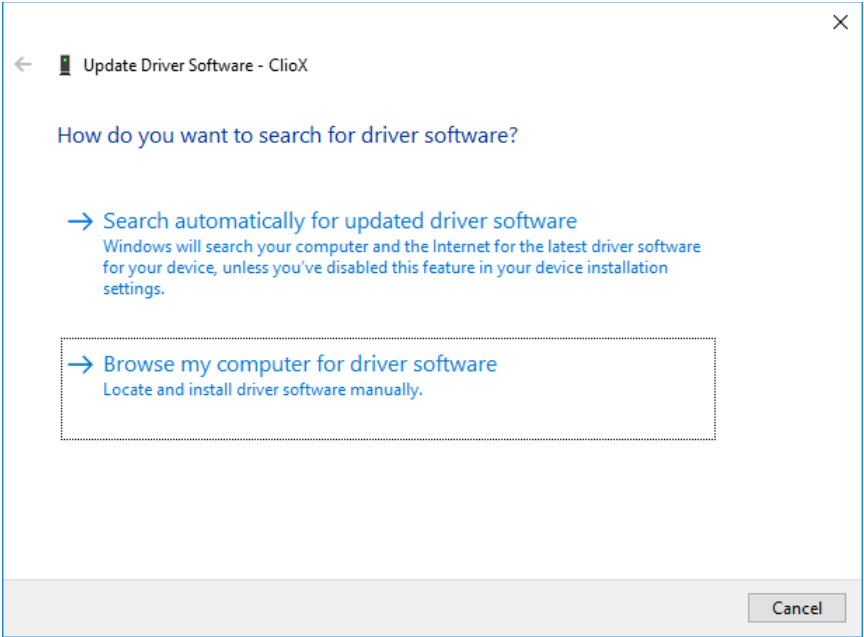 Update Driver Software - ClioX
How do you want to search for driver software?
Search automatically for updated driver software
Windows will search your computer and the Internet for the latest driver software
for your device, unless you've disabled this feature in your device installation
settings.
Browse my computer for driver software
Locate and install driver software manually.
Cancel